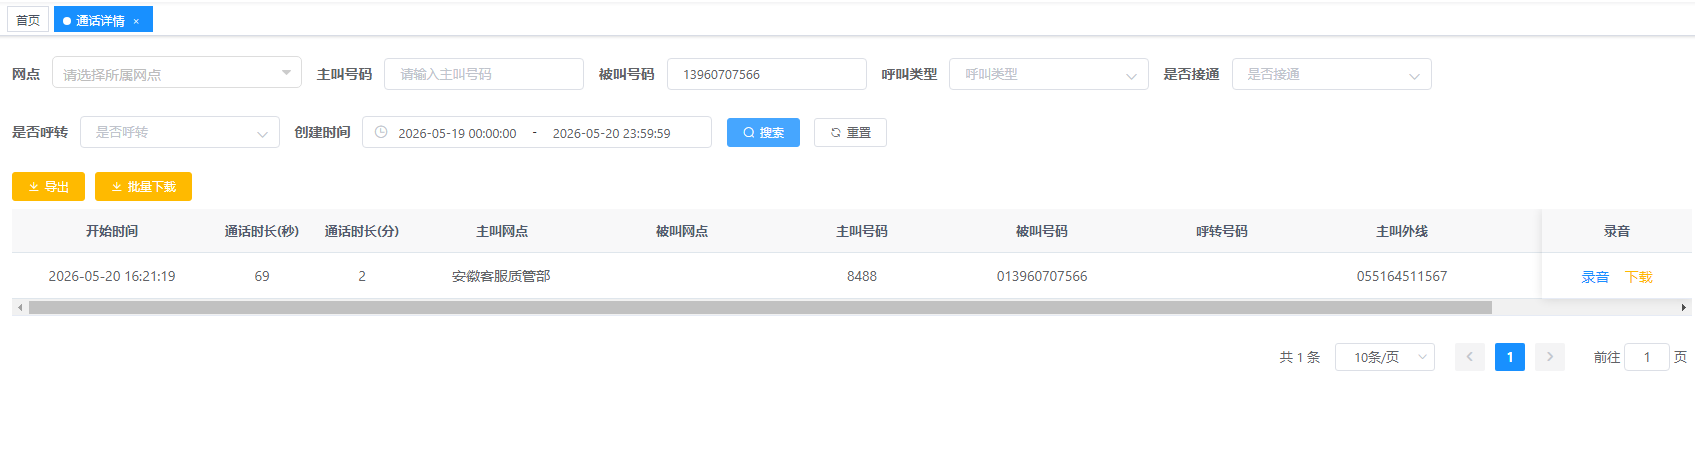 首页 通话详情 ×
网点 请选择所属网点 主叫号码 请输入主叫号码 被叫号码 13960707566 呼叫类型 呼叫类型 是否接通 是否接通
是否呼转 是否呼转 创建时间 2026-05-19 00:00:00 - 2026-05-20 23:59:59 搜索 重置
导出 批量下载
开始时间 通话时长(秒) 通话时长(分) 主叫网点 被叫网点 主叫号码 被叫号码 呼转号码 主叫外线 录音
2026-05-20 16:21:19 69 2 安徽客服质管部 8488 013960707566 055164511567 录音 下载
共 1 条 10条/页 1 前往 1 页